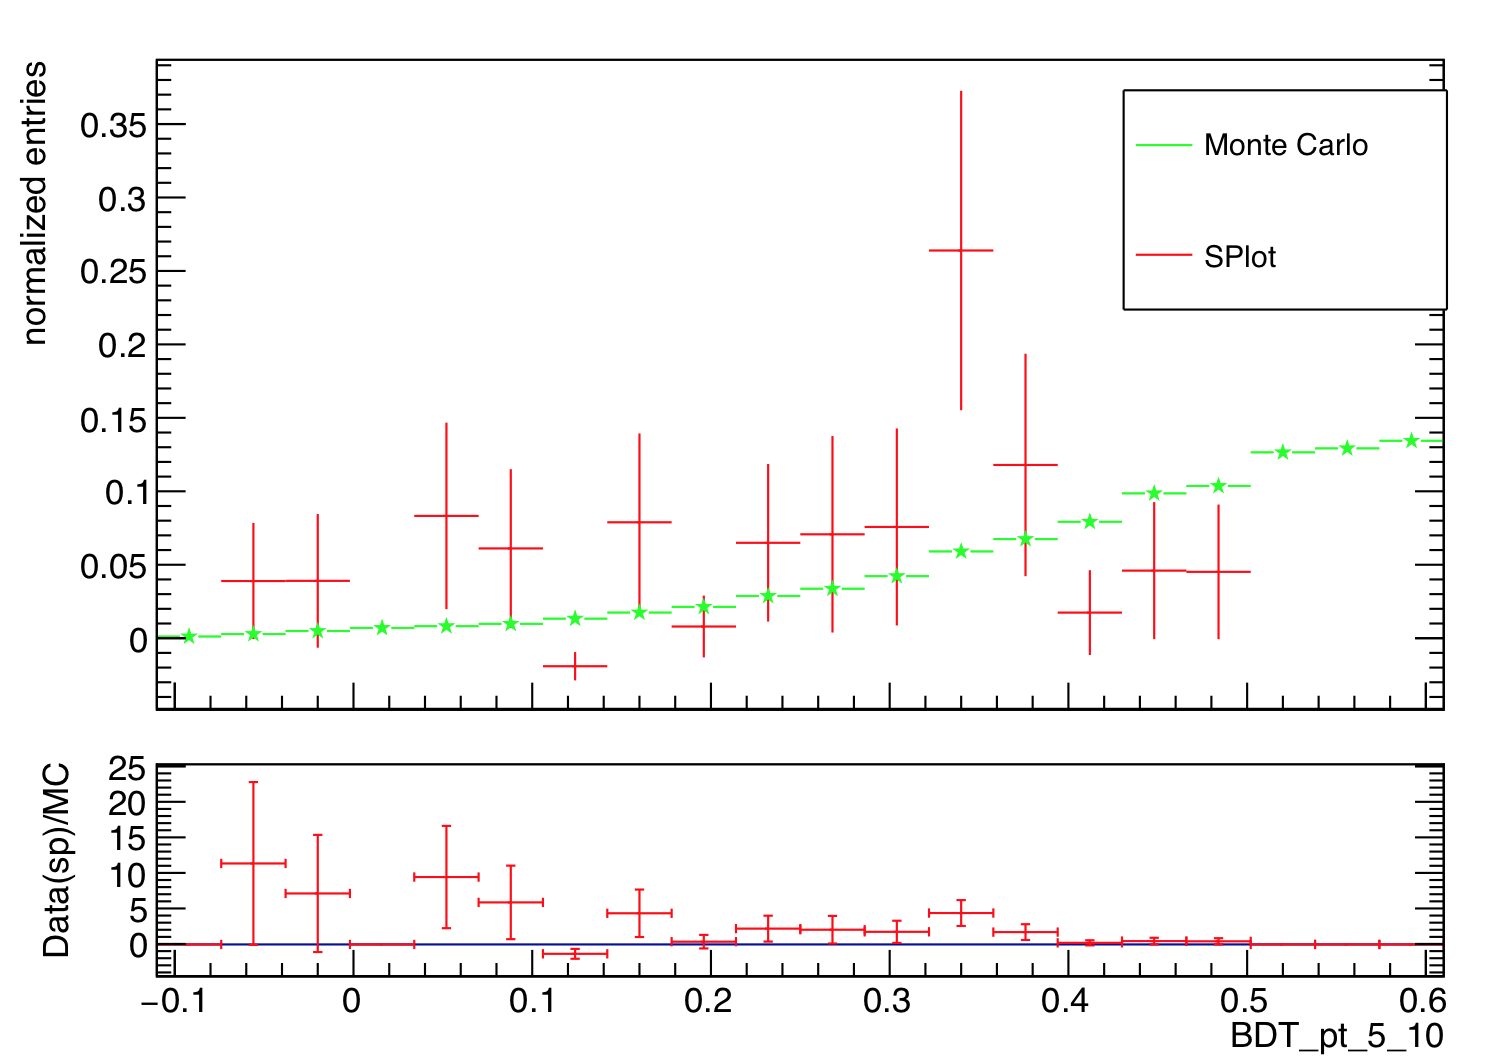 normalized entries
0.35
0.3
0.25
0.2
0.15
0.1
0.05
0
Monte Carlo
SPlot
Data(sp)/MC
25
20
15
10
5
0
−0.1 0 0.1 0.2 0.3 0.4 0.5 0.6
BDT_pt_5_10